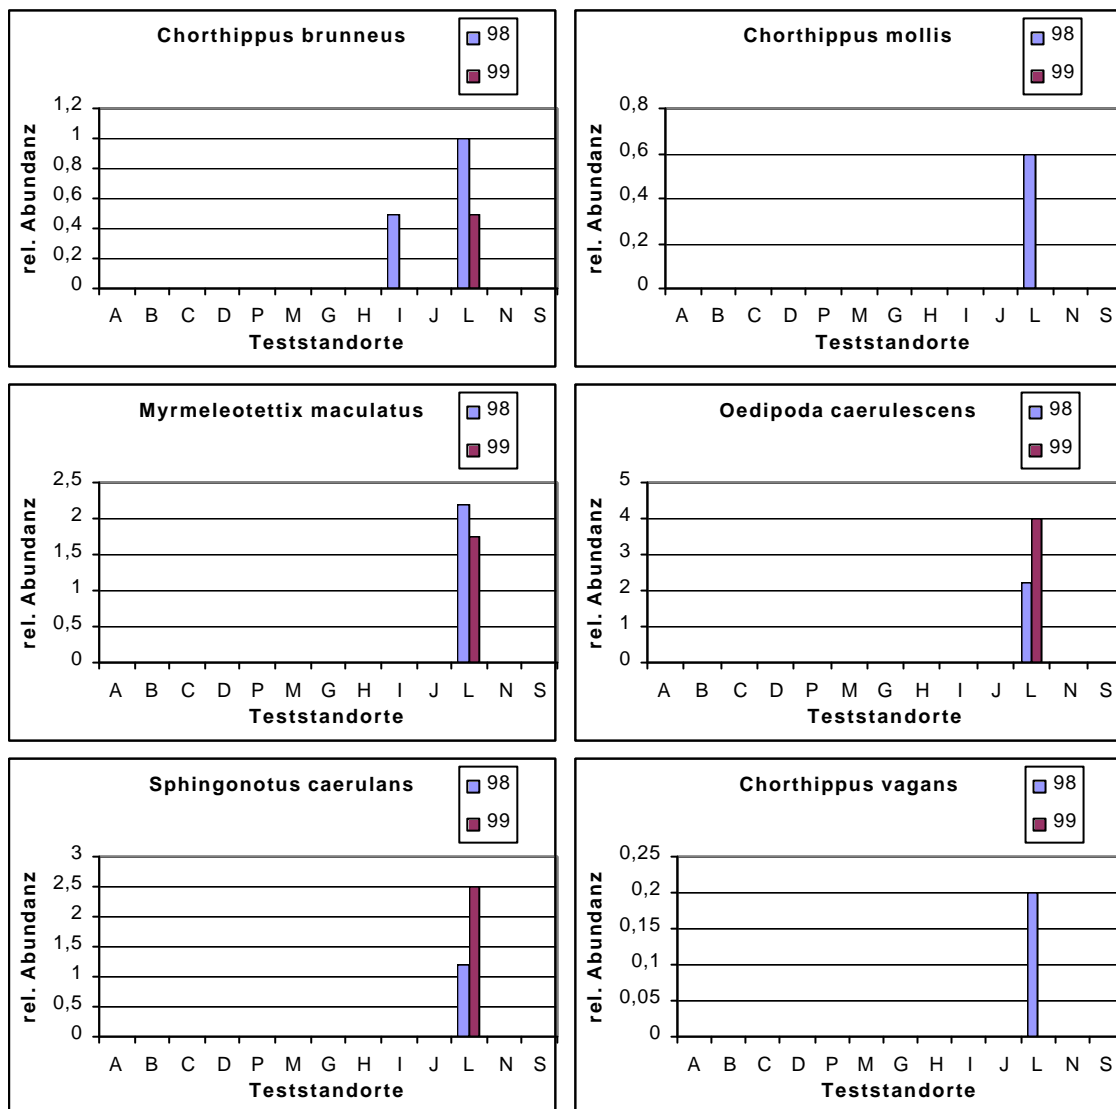 Chorthippus brunneus
98
99
rel. Abundanz
1,2
1
0,8
0,6
0,4
0,2
0
A B C D P M G H I J L N S
Teststandorte
Chorthippus mollis
98
99
rel. Abundanz
0,8
0,6
0,4
0,2
0
A B C D P M G H I J L N S
Teststandorte
Myrmeleotettix maculatus
98
99
rel. Abundanz
2,5
2
1,5
1
0,5
0
A B C D P M G H I J L N S
Teststandorte
Oedipoda caerulescens
98
99
rel. Abundanz
5
4
3
2
1
0
A B C D P M G H I J L N S
Teststandorte
Sphingonotus caerulans
98
99
rel. Abundanz
3
2,5
2
1,5
1
0,5
0
A B C D P M G H I J L N S
Teststandorte
Chorthippus vagans
98
99
rel. Abundanz
0,25
0,2
0,15
0,1
0,05
0
A B C D P M G H I J L N S
Teststandorte